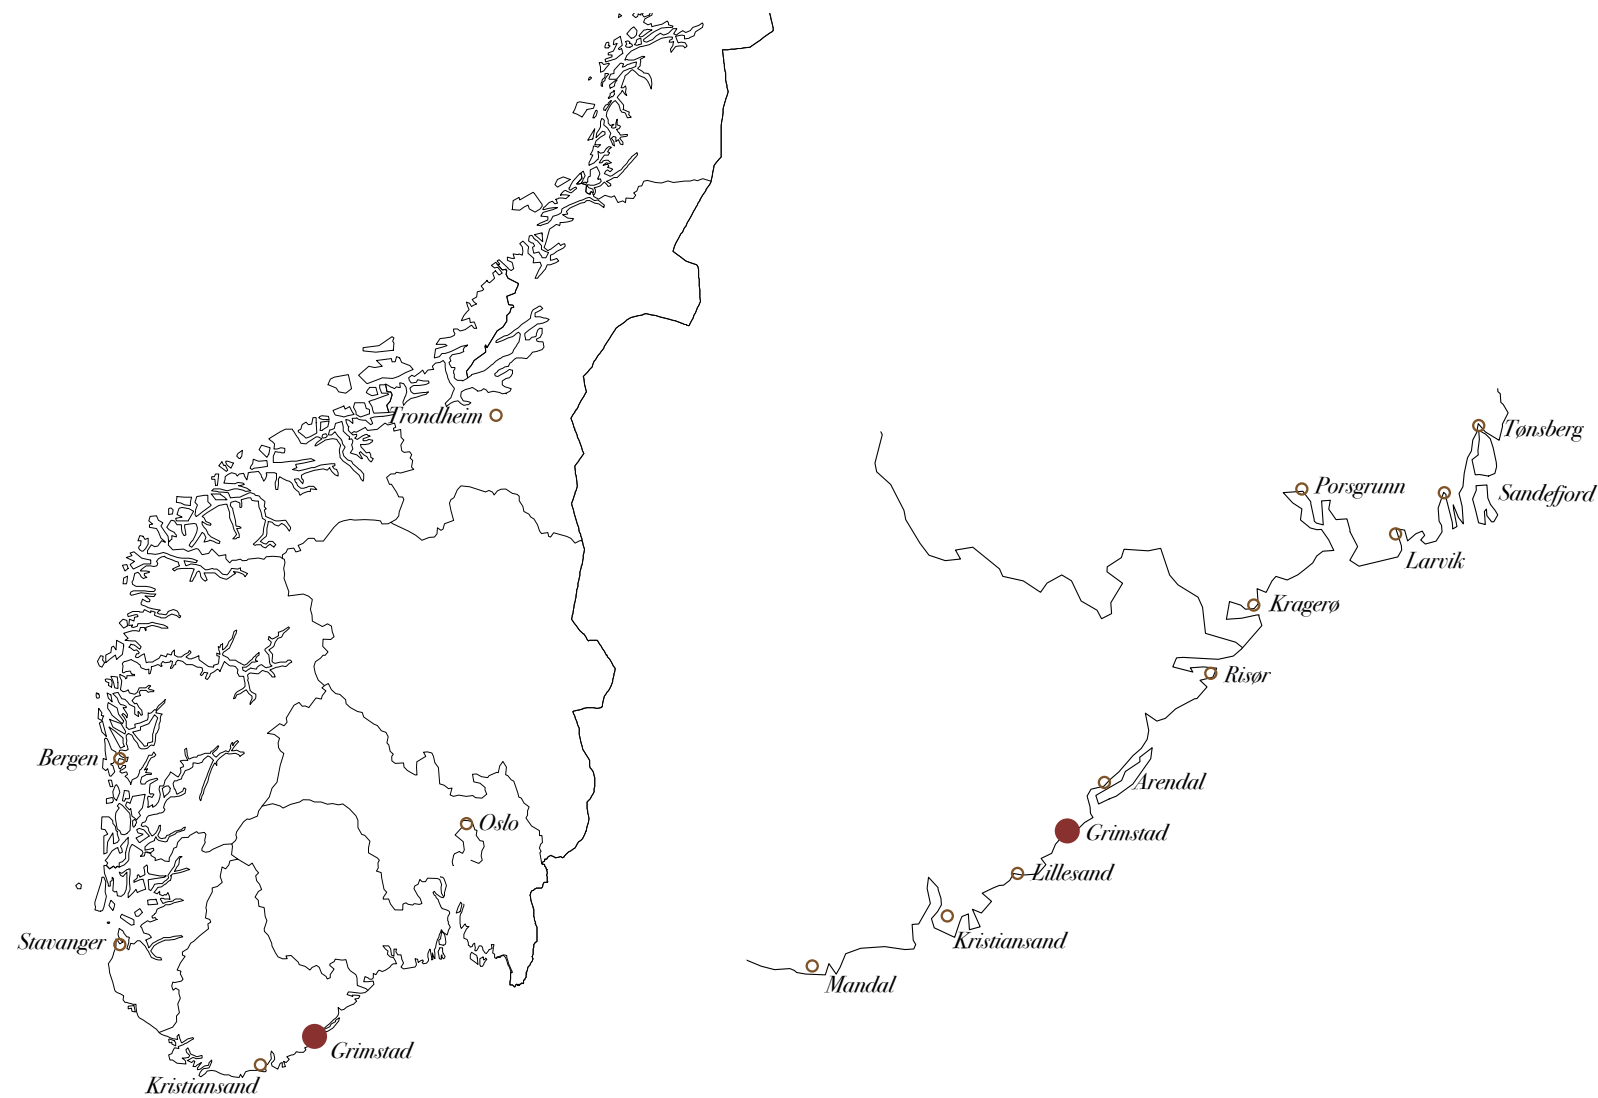 Trondheim
Bergen
Oslo
Stavanger
Grimstad
Kristiansand
Tønsberg
Porsgrunn
Sandefjord
Larvik
Kragerø
Risør
Arendal
Grimstad
Lillesand
Kristiansand
Mandal